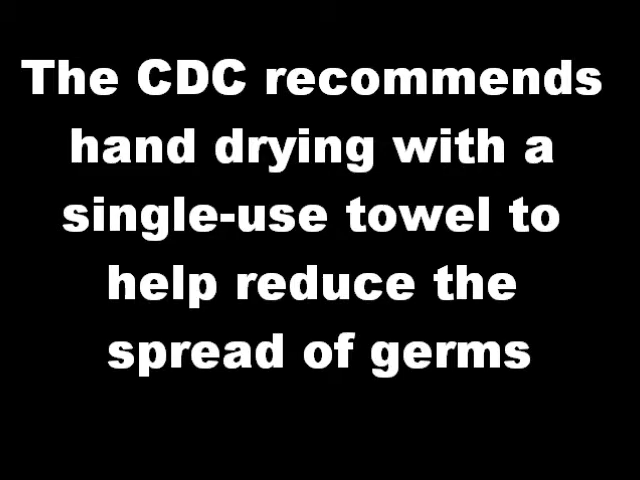 The CDC recommends
hand drying with a
single-use towel to
help reduce the
spread of germs